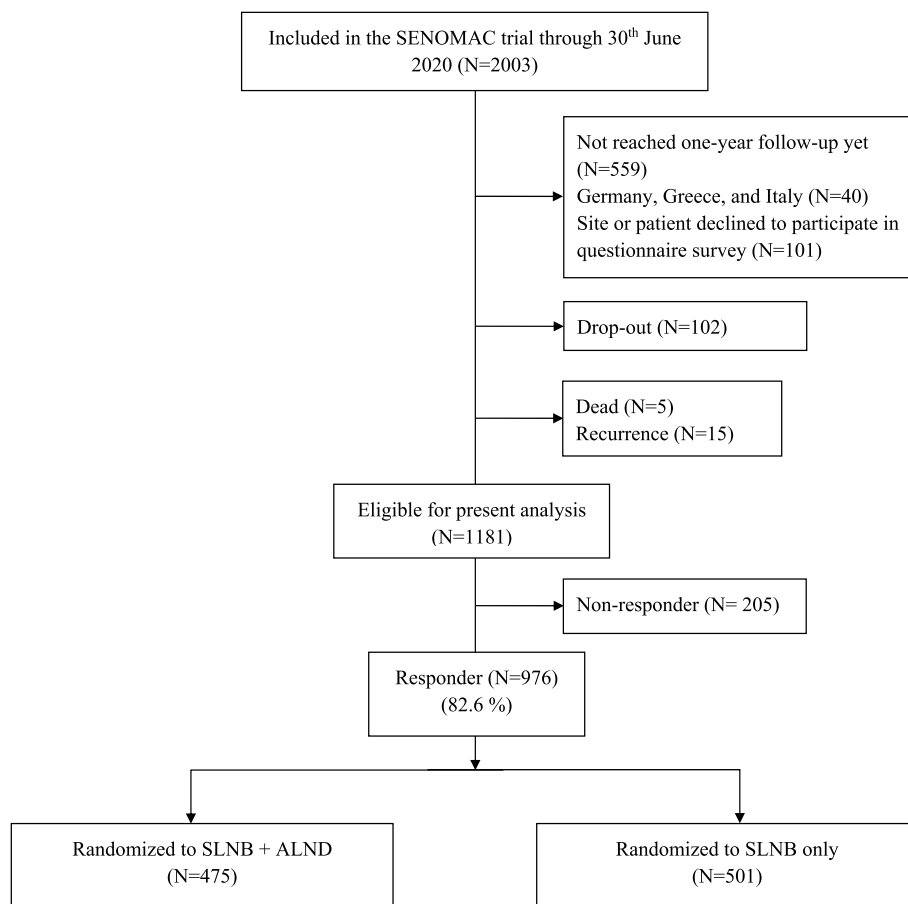 Included in the SENOMAC trial through 30th June
2020 (N=2003)
Not reached one-year follow-up yet
(N=559)
Germany, Greece, and Italy (N=40)
Site or patient declined to participate in
questionnaire survey (N=101)
Drop-out (N=102)
Dead (N=5)
Recurrence (N=15)
Eligible for present analysis
(N=1181)
Non-responder (N= 205)
Responder (N=976)
(82.6 %)
Randomized to SLNB + ALND
(N=475)
Randomized to SLNB only
(N=501)